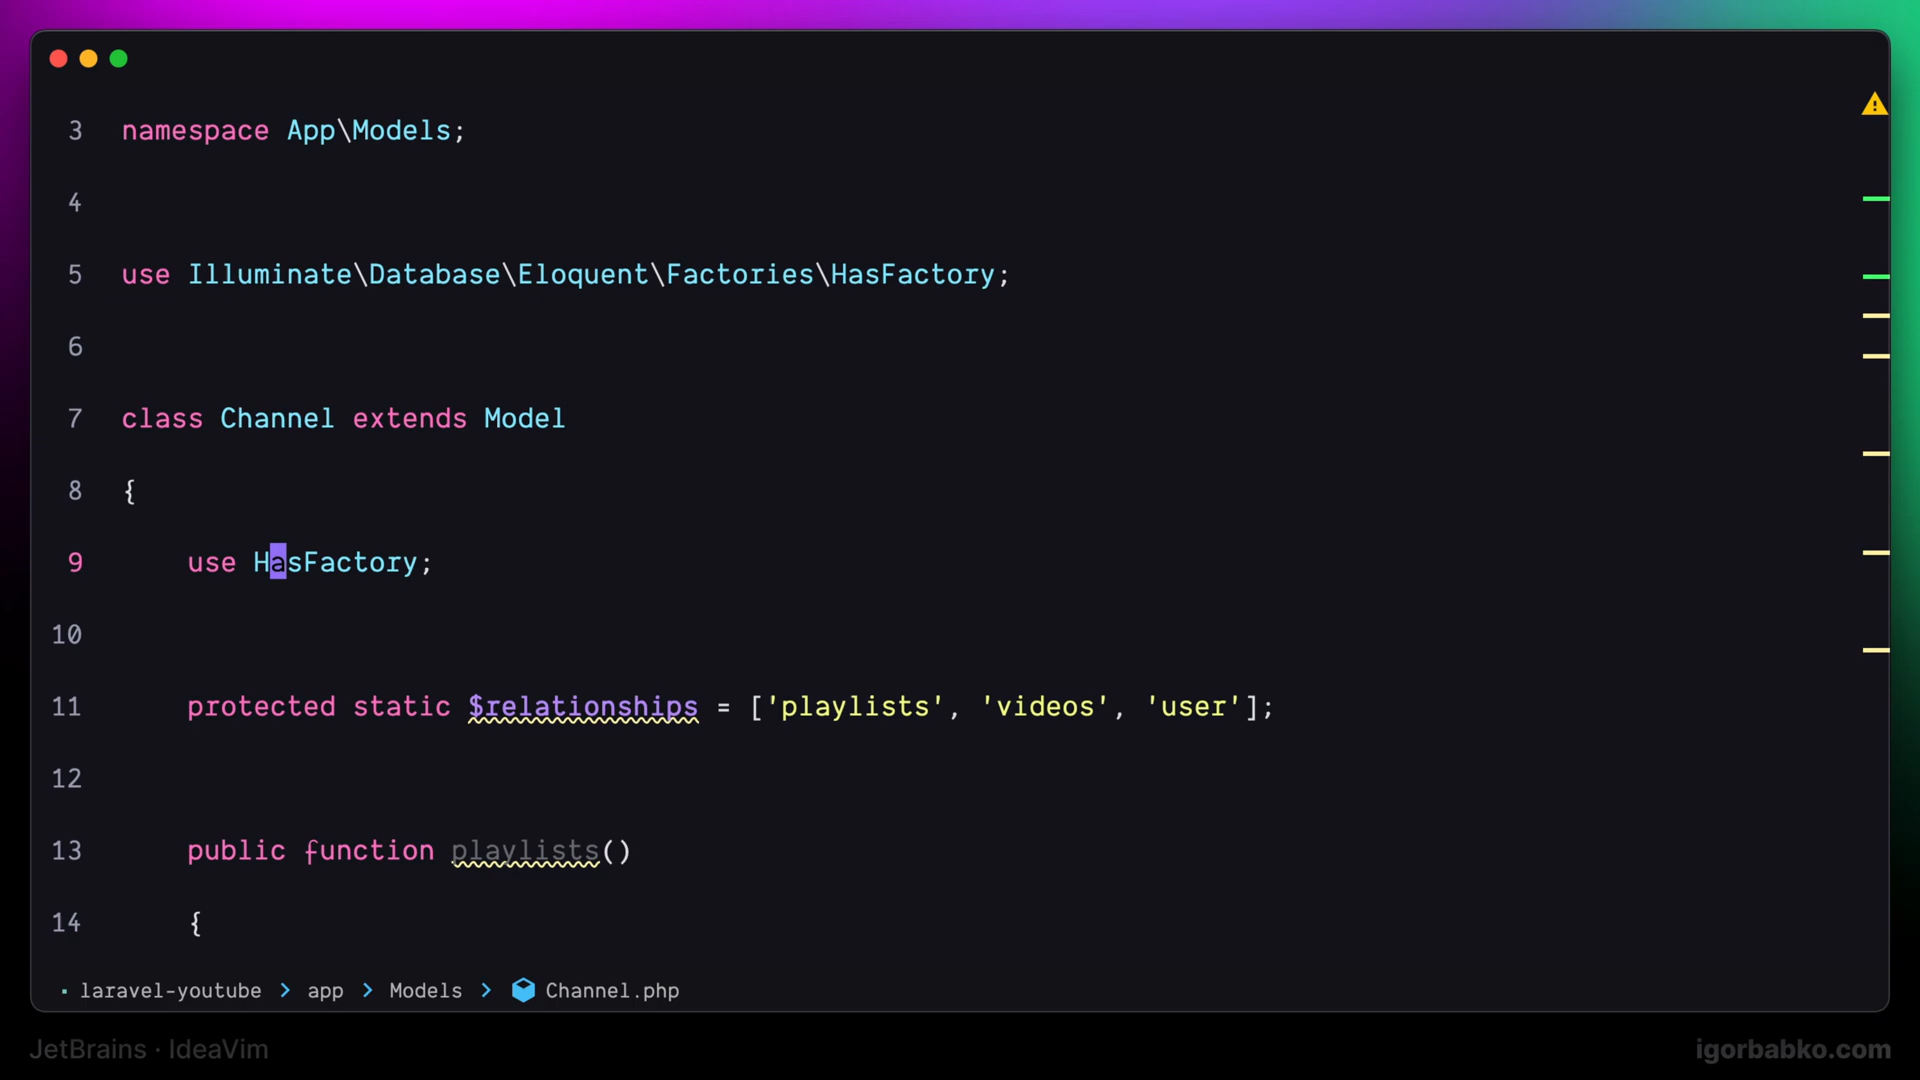 3 namespace App\Models;
4
5 use Illuminate\Database\Eloquent\Factories\HasFactory;
6
7 class Channel extends Model
8 {
9 use HasFactory;
10
11 protected static $relationships = ['playlists', 'videos', 'user'];
12
13 public function playlists()
14 {
laravel-youtube > app > Models > Channel.php
JetBrains · IdeaVim
igorbabko.com